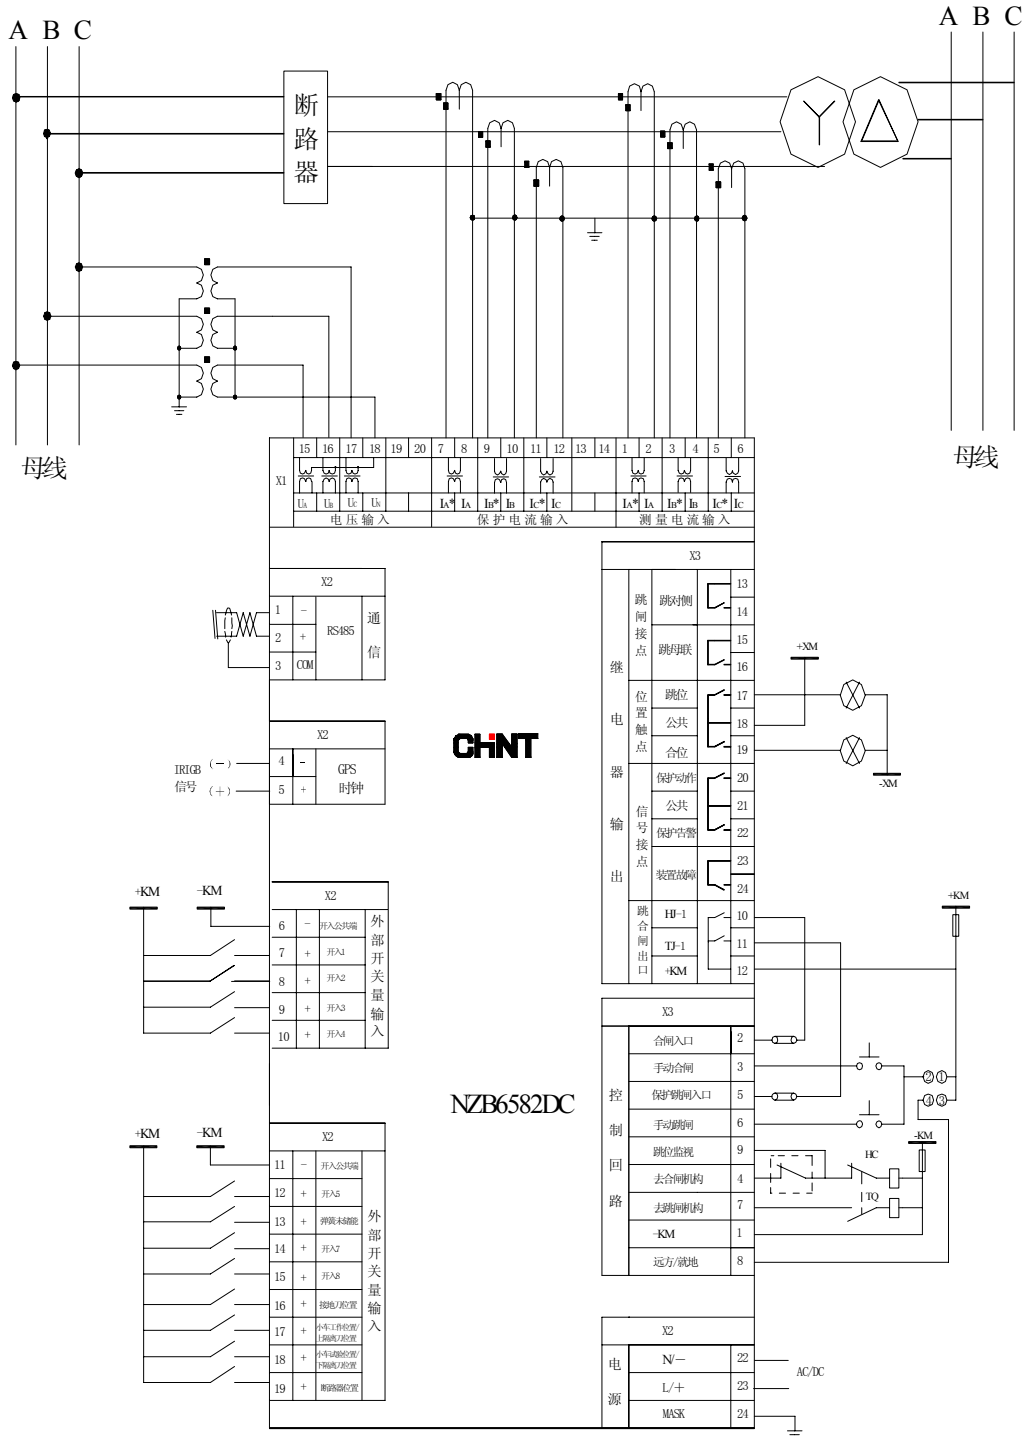 A B C
A B C
断路器
母线
母线
X1
15 16 17 18 19 20 7 8 9 10 11 12 13 14 1 2 3 4 5 6
UA UB UC UN IA* IA IB* IB IC* IC IA* IA IB* IB IC* IC
电压输入 保护电流输入 测量电流输入
X2
1 -
2 + RS485
3 COM
通信
X2
IRIGB 信号
(-) 4 -
(+) 5 +
GPS 时钟
CHNT
+KM -KM
X2
6 - 开入公共端
7 + 开入1
8 + 开入2
9 + 开入3
10 + 开入4
外部开关量输入
NZB6582DC
+KM -KM
X2
11 - 开入公共端
12 + 开入5
13 + 弹簧未储能
14 + 开入7
15 + 开入8
16 + 接地刀位置
17 + 小车工作位置/
上隔离刀位置
18 + 小车试验位置/
下隔离刀位置
19 + 断路器位置
外部开关量输入
X3
继电器输出
跳闸接点
跳对侧 13
14
跳母联 15
16
位置触点
跳位 17
公共 18
合位 19
+XM
-XM
信号接点
保护动作 20
公共 21
保护告警 22
装置故障 23
24
跳合闸出口
HJ-1 10
TJ-1 11
+KM 12
+KM
X3
控制回路
合闸入口 2
手动合闸 3
保护跳闸入口 5
手动跳闸 6
跳位监视 9
去合闸机构 4
去跳闸机构 7
-KM 1
远方/就地 8
② ①
④ ③
-KM
HC
TQ
X2
电源
N/- 22
L/+ 23
MASK 24
AC/DC